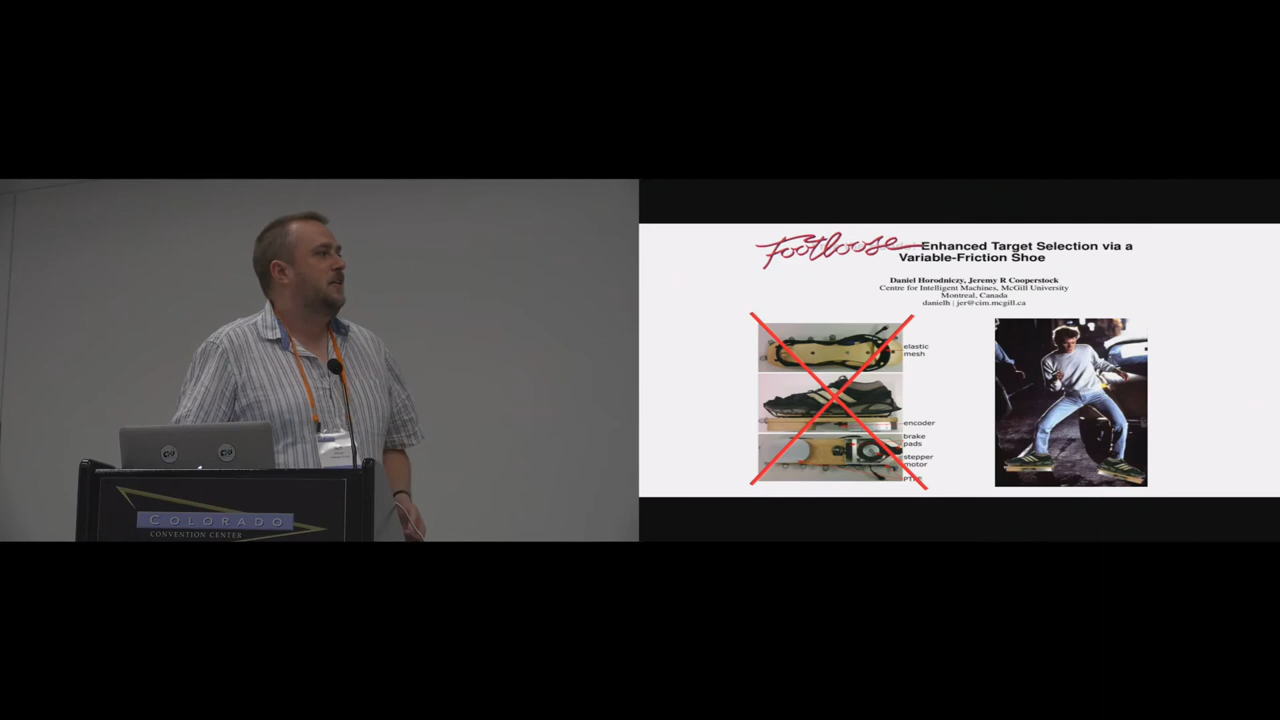 COLORADO
CONVENTION CENTER
Footloose Enhanced Target Selection via a
Variable-Friction Shoe
Daniel Horodniczy, Jeremy R Cooperstock
Centre for Intelligent Machines, McGill University
Montreal, Canada
danielh | jer@cim.mcgill.ca
elastic
mesh
encoder
brake
pads
stepper
motor